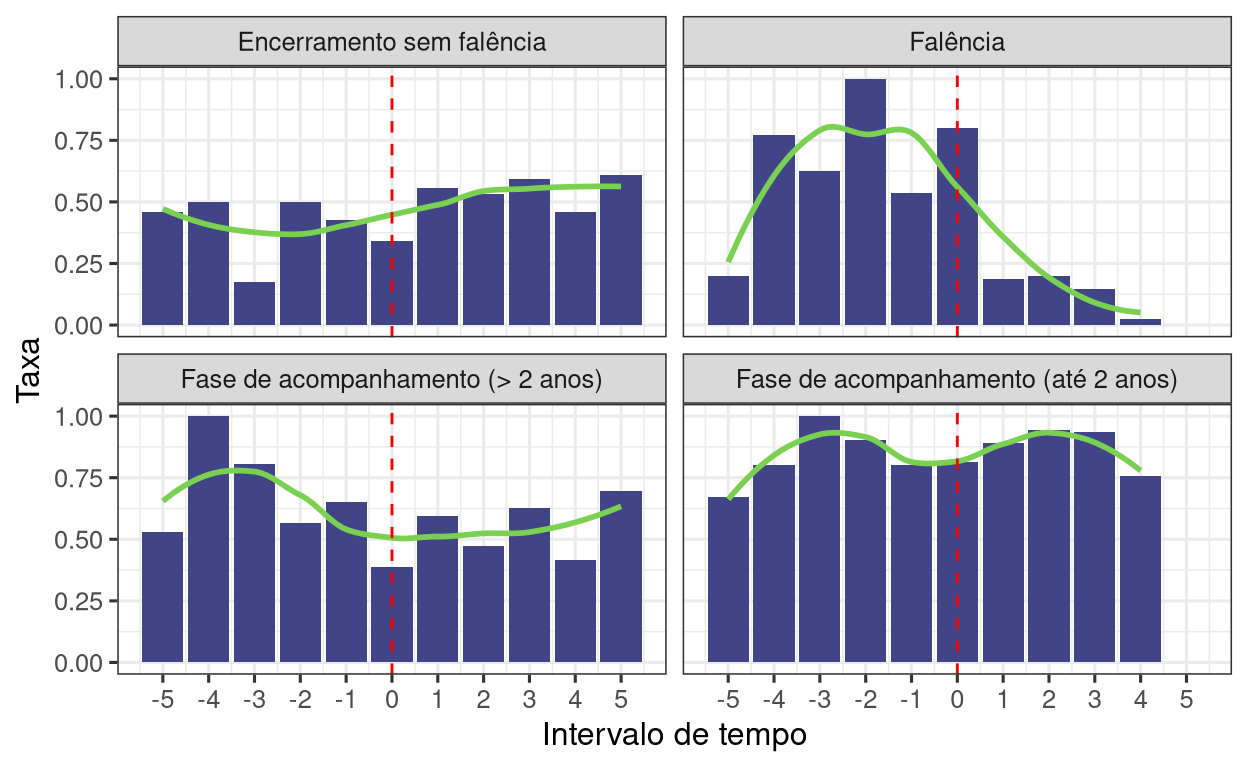 Encerramento sem falência
Falência
1.00
0.75
0.50
0.25
0.00
Taxa
Fase de acompanhamento (> 2 anos)
Fase de acompanhamento (até 2 anos)
1.00
0.75
0.50
0.25
0.00
-5 -4 -3 -2 -1 0 1 2 3 4 5
-5 -4 -3 -2 -1 0 1 2 3 4 5
Intervalo de tempo